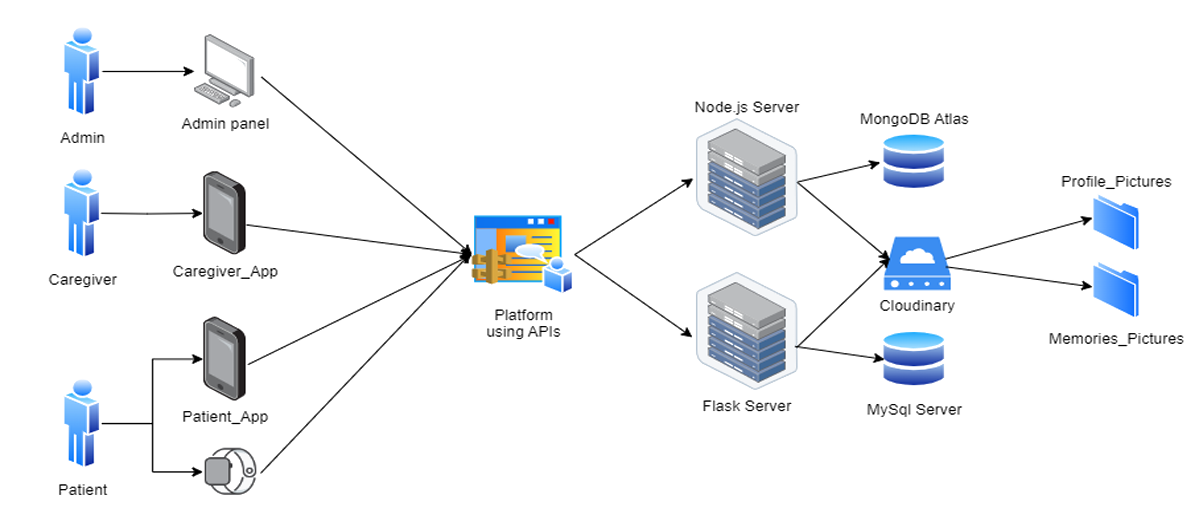 Admin
Admin panel
Caregiver
Caregiver_App
Patient
Patient_App
Platform
using APIs
Node.js Server
Flask Server
MongoDB Atlas
Cloudinary
MySql Server
Profile_Pictures
Memories_Pictures